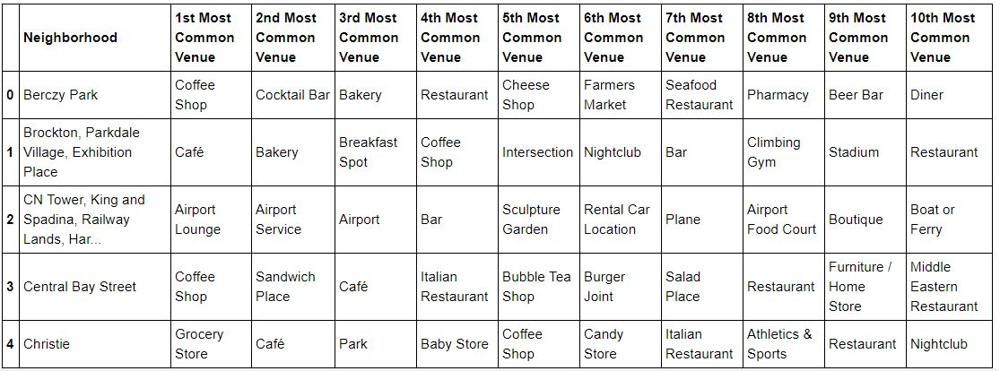 Neighborhood | 1st Most Common Venue | 2nd Most Common Venue | 3rd Most Common Venue | 4th Most Common Venue | 5th Most Common Venue | 6th Most Common Venue | 7th Most Common Venue | 8th Most Common Venue | 9th Most Common Venue | 10th Most Common Venue
0 | Berczy Park | Coffee Shop | Cocktail Bar | Bakery | Restaurant | Cheese Shop | Farmers Market | Seafood Restaurant | Pharmacy | Beer Bar | Diner
1 | Brockton, Parkdale Village, Exhibition Place | Café | Bakery | Breakfast Spot | Coffee Shop | Intersection | Nightclub | Bar | Climbing Gym | Stadium | Restaurant
2 | CN Tower, King and Spadina, Railway Lands, Har... | Airport Lounge | Airport Service | Airport | Bar | Sculpture Garden | Rental Car Location | Plane | Airport Food Court | Boutique | Boat or Ferry
3 | Central Bay Street | Coffee Shop | Sandwich Place | Café | Italian Restaurant | Bubble Tea Shop | Burger Joint | Salad Place | Restaurant | Furniture / Home Store | Middle Eastern Restaurant
4 | Christie | Grocery Store | Café | Park | Baby Store | Coffee Shop | Candy Store | Italian Restaurant | Athletics & Sports | Restaurant | Nightclub